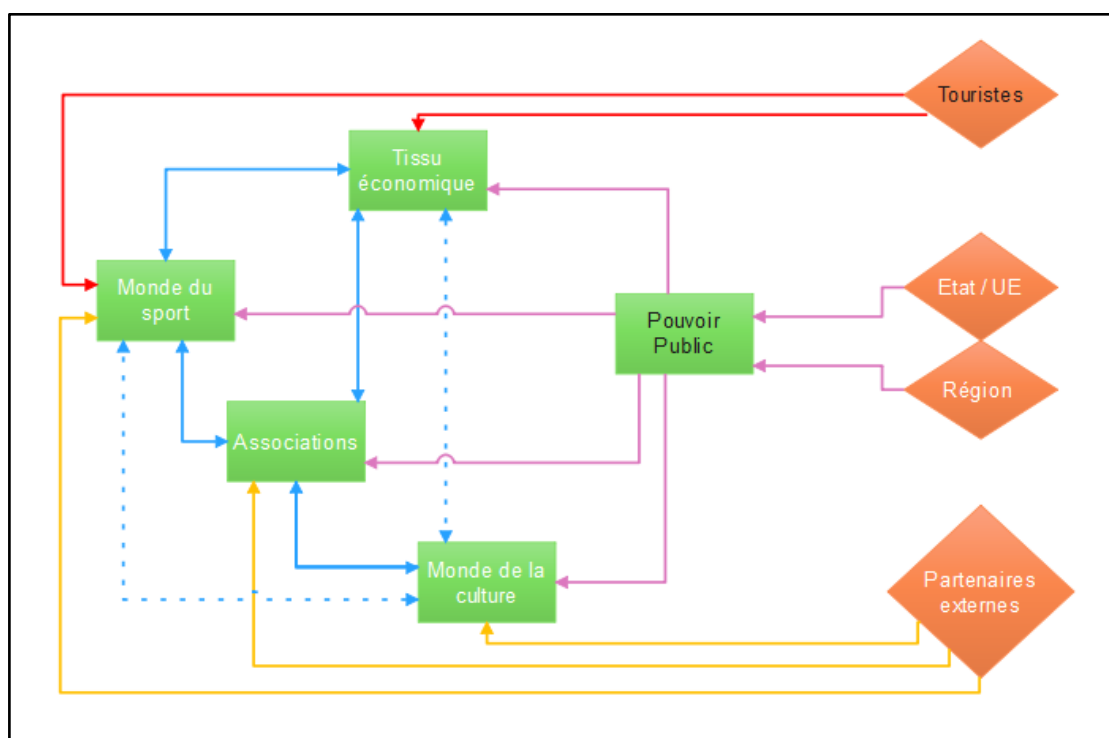 Touristes
Tissu
économique
Monde du
sport
Etat / UE
Pouvoir
Public
Région
Associations
Monde de la
culture
Partenaires
externes